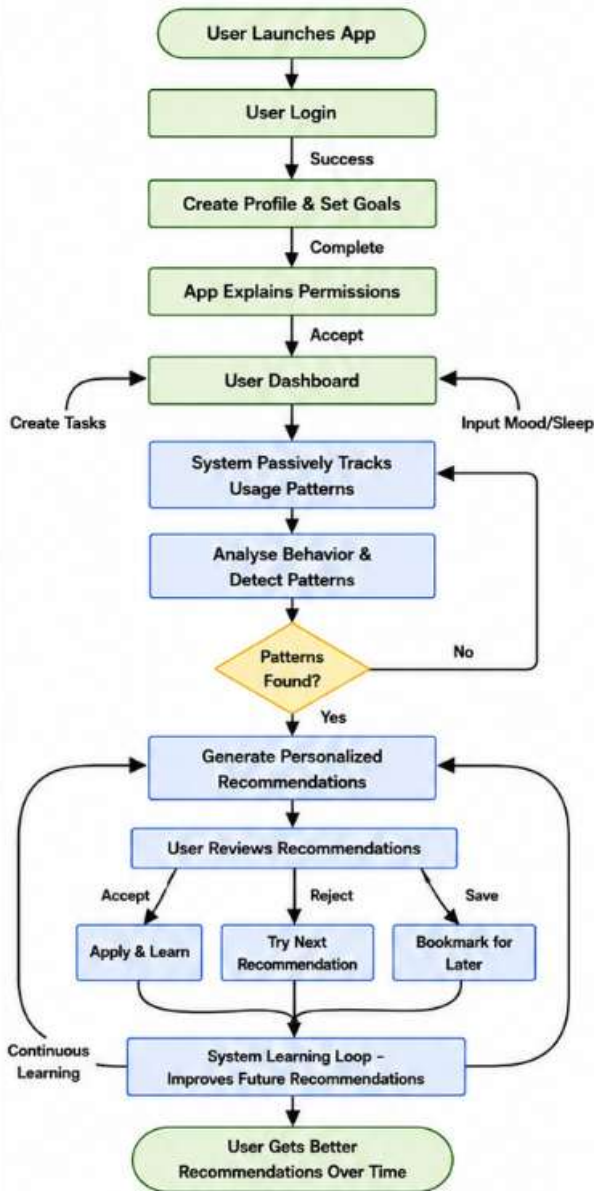 User Launches App
User Login
Success
Create Profile & Set Goals
Complete
App Explains Permissions
Accept
User Dashboard
Create Tasks
Input Mood/Sleep
System Passively Tracks
Usage Patterns
Analyse Behavior &
Detect Patterns
Patterns
Found?
No
Yes
Generate Personalized
Recommendations
User Reviews Recommendations
Accept
Reject
Save
Apply & Learn
Try Next
Recommendation
Bookmark for
Later
Continuous
Learning
System Learning Loop –
Improves Future Recommendations
User Gets Better
Recommendations Over Time